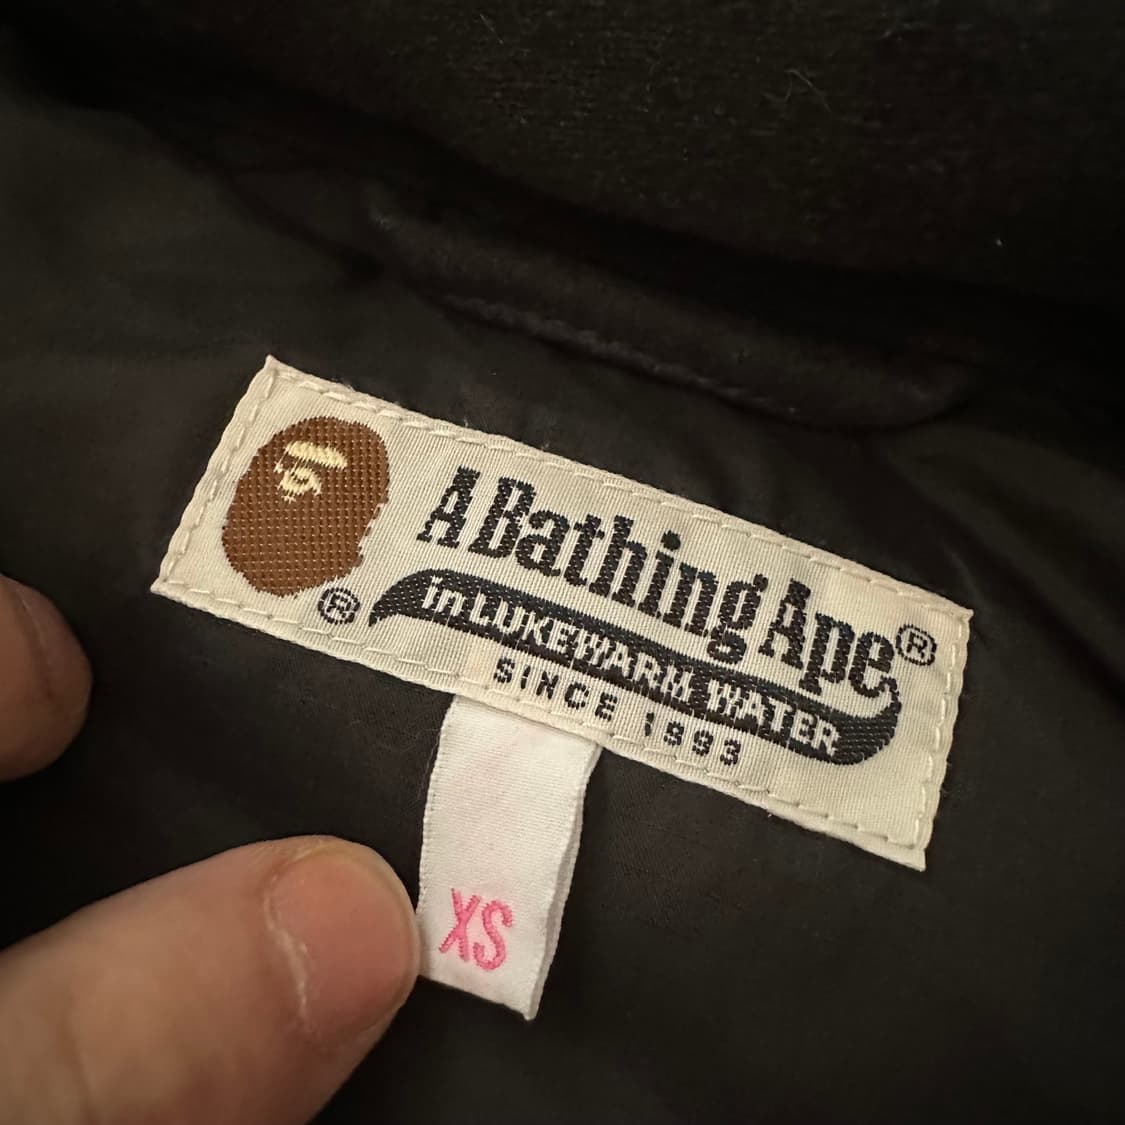 A Bathing Ape®
in LUKEWARM WATER
SINCE 1993
®
XS